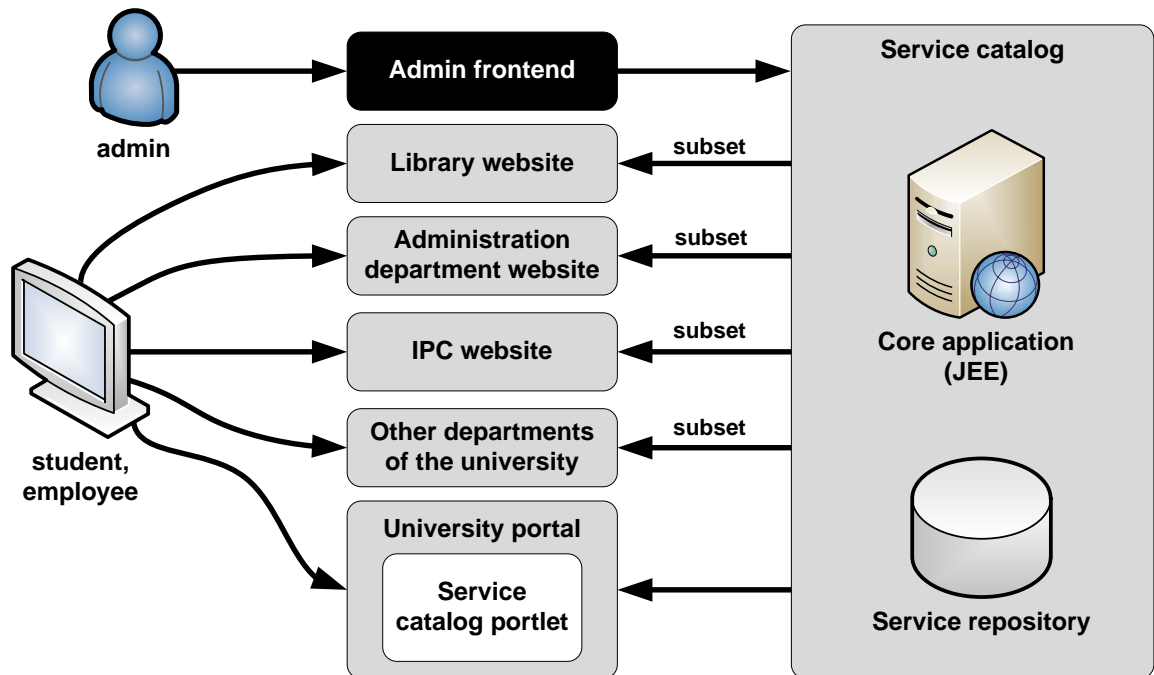 admin
Admin frontend
Service catalog
Library website
subset
Administration
department website
subset
IPC website
subset
Core application
(JEE)
student,
employee
Other departments
of the university
subset
University portal
Service
catalog portlet
Service repository